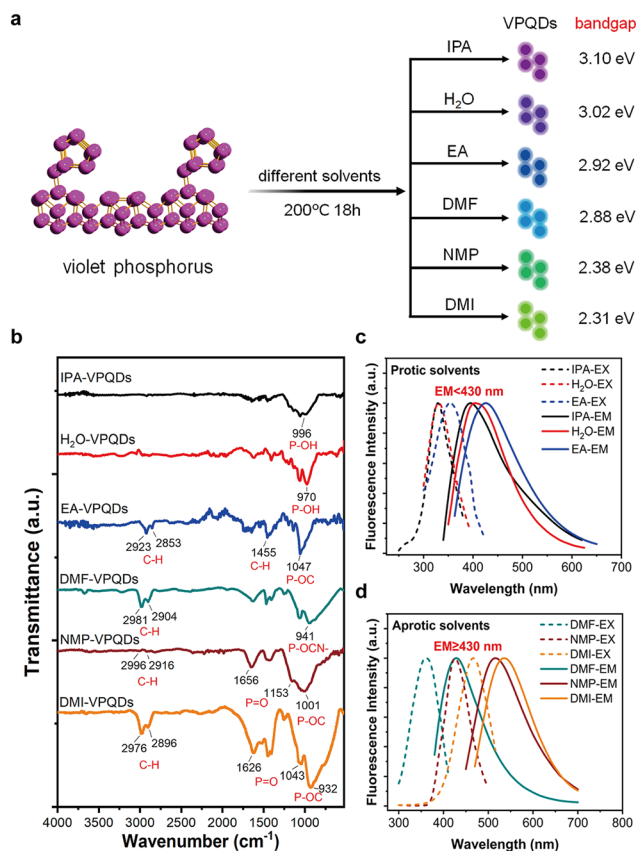 a
VPQDs bandgap
IPA
3.10 eV
H₂O
3.02 eV
EA
2.92 eV
different solvents
200°C 18h
DMF
2.88 eV
violet phosphorus
NMP
2.38 eV
DMI
2.31 eV
b
IPA-VPQDs
996
P-OH
H₂O-VPQDs
970
P-OH
EA-VPQDs
2923 2853
C-H
1455
C-H
1047
P-OC
DMF-VPQDs
2981 2904
C-H
941
P-OCN-
NMP-VPQDs
2996 2916
C-H
1656
P=O
1153
1001
P-OC
DMI-VPQDs
2976 2896
C-H
1626
P=O
1043
932
P-OC
Transmittance (a.u.)
4000 3500 3000 2500 2000 1500 1000
Wavenumber (cm⁻¹)
c
Protic solvents
EM<430 nm
IPA-EX
H₂O-EX
EA-EX
IPA-EM
H₂O-EM
EA-EM
Fluorescence Intensity (a.u.)
200 300 400 500 600 700
Wavelength (nm)
d
Aprotic solvents
EM≥430 nm
DMF-EX
NMP-EX
DMI-EX
DMF-EM
NMP-EM
DMI-EM
Fluorescence Intensity (a.u.)
300 400 500 600 700 800
Wavelength (nm)